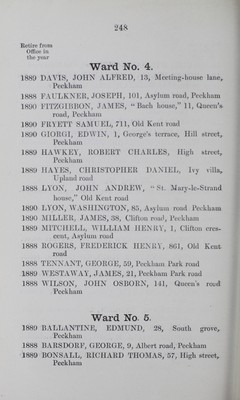 248
Retire from
Office in
the year
Ward No. 4.
1889 DAVIS, JOHN ALFRED, 13, Meeting-house lane,
Peckham
1888 FAULKNER, JOSEPH, 101, Asylum road, Peckham
1890 FITZGIBBON, JAMES, "Bach house," 11, Queen's
road, Peckham
1890 FRYETT SAMUEL, 711, Old Kent road
1890 GIORGI, EDWIN, 1, George's terrace, Hill street,
Peckham
1889 HAWKEY, ROBERT CHARLES, High street,
Peckham
1889 HAYES, CHRISTOPHER DANIEL, Ivy villa,
Upland road
1888 LYON, JOHN ANDREW, "St. Mary-le-Strand
house," Old Kent road
1890 LYON, WASHINGTON, 85, Asylum road Peckham
1890 MILLER, JAMES, 38, Clifton road, Peckham
1889 MITCHELL, WILLIAM HENRY, 1, Clifton cres-
cent, Asylum road
1888 ROGERS, FREDERICK HENRY, 861, Old Kent
road
1888 TENNANT, GEORGE, 59, Peckham Park road
1889 WESTAWAY, JAMES, 21, Peckham Park road
1888 WILSON, JOHN OSBORN, 141, Queen's road
Peckham
Ward No. 5.
1889 BALLANTINE, EDMUND, 28, South grove,
Peckham
1888 BARSDORF, GEORGE, 9, Albert road, Peckham
1889 BONSALL, RICHARD THOMAS, 57, High street,
Peckham